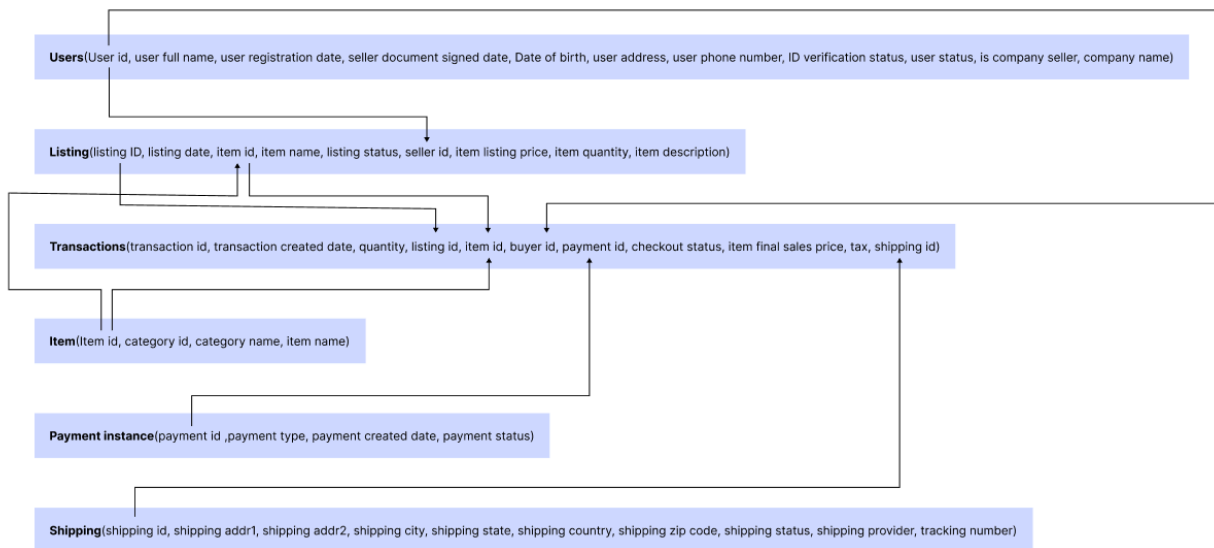 Users(User id, user full name, user registration date, seller document signed date, Date of birth, user address, user phone number, ID verification status, user status, is company seller, company name)
Listing(listing ID, listing date, item id, item name, listing status, seller id, item listing price, item quantity, item description)
Transactions(transaction id, transaction created date, quantity, listing id, item id, buyer id, payment id, checkout status, item final sales price, tax, shipping id)
Item(Item id, category id, category name, item name)
Payment instance(payment id ,payment type, payment created date, payment status)
Shipping(shipping id, shipping addr1, shipping addr2, shipping city, shipping state, shipping country, shipping zip code, shipping status, shipping provider, tracking number)